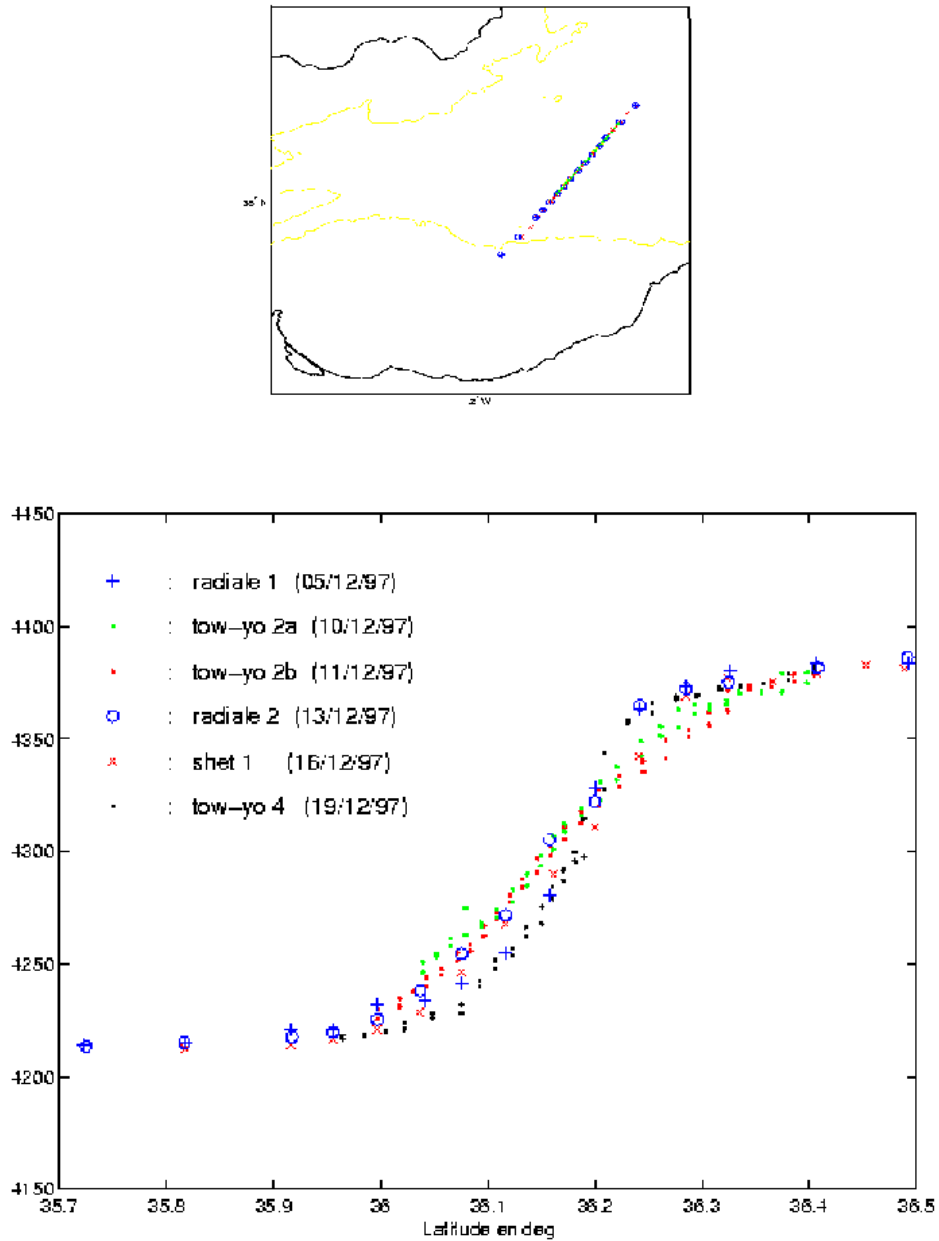 2° W
4450
4400
4350
4300
4250
4200
4150
+ : radiale 1 (05/12/97)
: tow-yo 2a (10/12/97)
: tow-yo 2b (11/12/97)
o : radiale 2 (13/12/97)
x : shet 1 (16/12/97)
: tow-yo 4 (19/12/97)
35.7 35.8 35.9 36 36.1 36.2 36.3 36.4 36.5
Latitude en deg